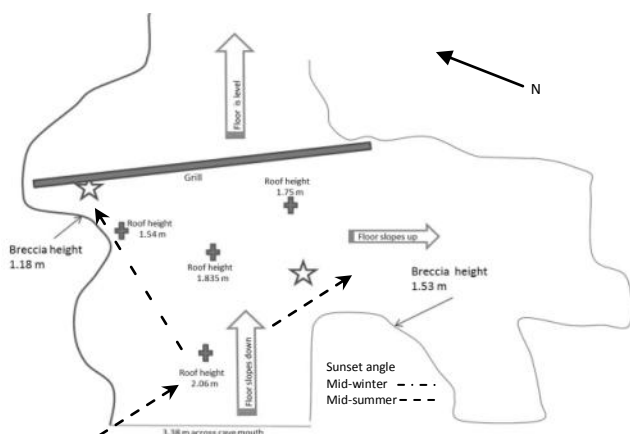 N
Floor is level
Grill
Roof height
1.75 m
Roof height
1.54 m
Breccia height
1.18 m
Floor slopes up
Roof height
1.835 m
Breccia height
1.53 m
Floor slopes down
Roof height
2.06 m
Sunset angle
Mid-winter
Mid-summer
3.38 m across cave mouth